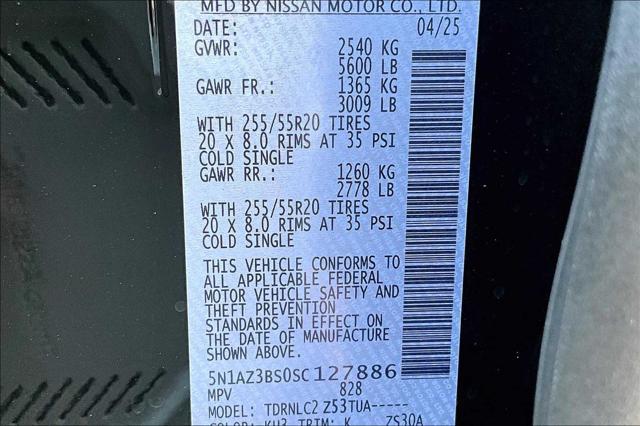 MFD BY NISSAN MOTOR CO., LTD.
DATE: 04/25
GVWR: 2540 KG
5600 LB
GAWR FR.: 1365 KG
3009 LB
WITH 255/55R20 TIRES
20 X 8.0 RIMS AT 35 PSI
COLD SINGLE
GAWR RR.: 1260 KG
2778 LB
WITH 255/55R20 TIRES
20 X 8.0 RIMS AT 35 PSI
COLD SINGLE
THIS VEHICLE CONFORMS TO
ALL APPLICABLE FEDERAL
MOTOR VEHICLE SAFETY AND
THEFT PREVENTION
STANDARDS IN EFFECT ON
THE DATE OF MANUFACTURE
SHOWN ABOVE.
5N1AZ3BS0SC127886
MPV 828
MODEL: TDRNLC2 Z53TUA-----
COLOR: KH3 TRIM: K ZS30A